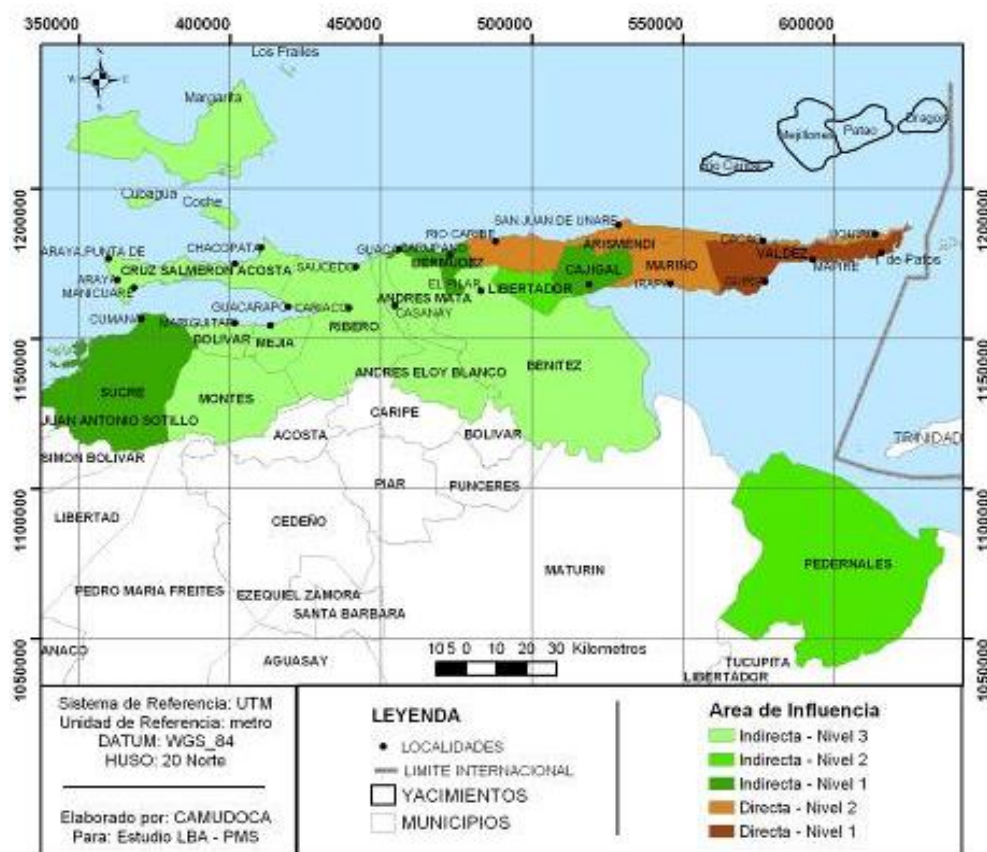 350000 400000 450000 500000 550000 600000
Los Frailes
Margarita
Mejillones
Patao
Dragon
Rio Caribe
Cubagua
Coche
1200000
1200000
SAN JUAN DE UNARE
RIO CARIBE
ARAYA,PUNTA DE
CHACOPATA
ARISMENDI
VALDEZ
CRUZ SALMERON ACOSTA
SAUCEDO
BERMUDEZ
CAJIGAL
MARIÑO
MAPIRE
P. de Patos
ARAYA
MANICUARE
EL PILAR
LIBERTADOR
IRAPA
GUIRIA
GUACARAPO
CARIACO
ANDRES MATA
CASANAY
CUMANA
MARIGUITAR
RIBERO
BOLIVAR
MEJIA
1150000
1150000
ANDRES ELOY BLANCO
BENITEZ
SUCRE
MONTES
JUAN ANTONIO SOTILLO
CARIPE
ACOSTA
BOLIVAR
TRINIDAD
SIMON BOLIVAR
PIAR
PUNCERES
1100000
1100000
LIBERTAD
CEDEÑO
MATURIN
PEDERNALES
PEDRO MARIA FREITES
EZEQUIEL ZAMORA
SANTA BARBARA
ANACO
1050000
1050000
10 5 0 10 20 30 Kilometros
AGUASAY
TUCUPITA
LIBERTADOR
Sistema de Referencia: UTM
Unidad de Referencia: metro
DATUM: WGS_84
HUSO: 20 Norte
Elaborado por: CAMUDOCA
Para: Estudio LBA - PMS
LEYENDA
LOCALIDADES
LIMITE INTERNACIONAL
YACIMIENTOS
MUNICIPIOS
Area de Influencia
Indirecta - Nivel 3
Indirecta - Nivel 2
Indirecta - Nivel 1
Directa - Nivel 2
Directa - Nivel 1